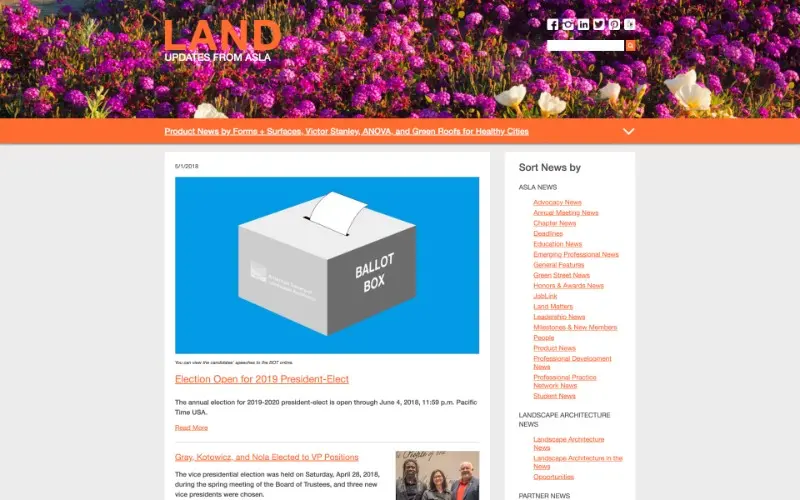 LAND
UPDATES FROM ASLA
Product News by Forms + Surfaces, Victor Stanley, ANOVA, and Green Roofs for Healthy Cities
6/1/2018
BALLOT
BOX
You can view the candidates' speeches to the BOT online.
Election Open for 2019 President-Elect
The annual election for 2019-2020 president-elect is open through June 4, 2018, 11:59 p.m. Pacific
Time USA.
Read More
Gray, Kotowicz, and Nola Elected to VP Positions
The vice presidential election was held on Saturday, April 28, 2018,
during the spring meeting of the Board of Trustees, and three new
vice presidents were chosen.
Sort News by
ASLA NEWS
Advocacy News
Annual Meeting News
Chapter News
Deadlines
Education News
Emerging Professional News
General Features
Green Street News
Honors & Awards News
JobLink
Land Matters
Leadership News
Milestones & New Members
People
Product News
Professional Development
News
Professional Practice
Network News
Student News
LANDSCAPE ARCHITECTURE
NEWS
Landscape Architecture
News
Landscape Architecture in the
News
Opportunities
PARTNER NEWS